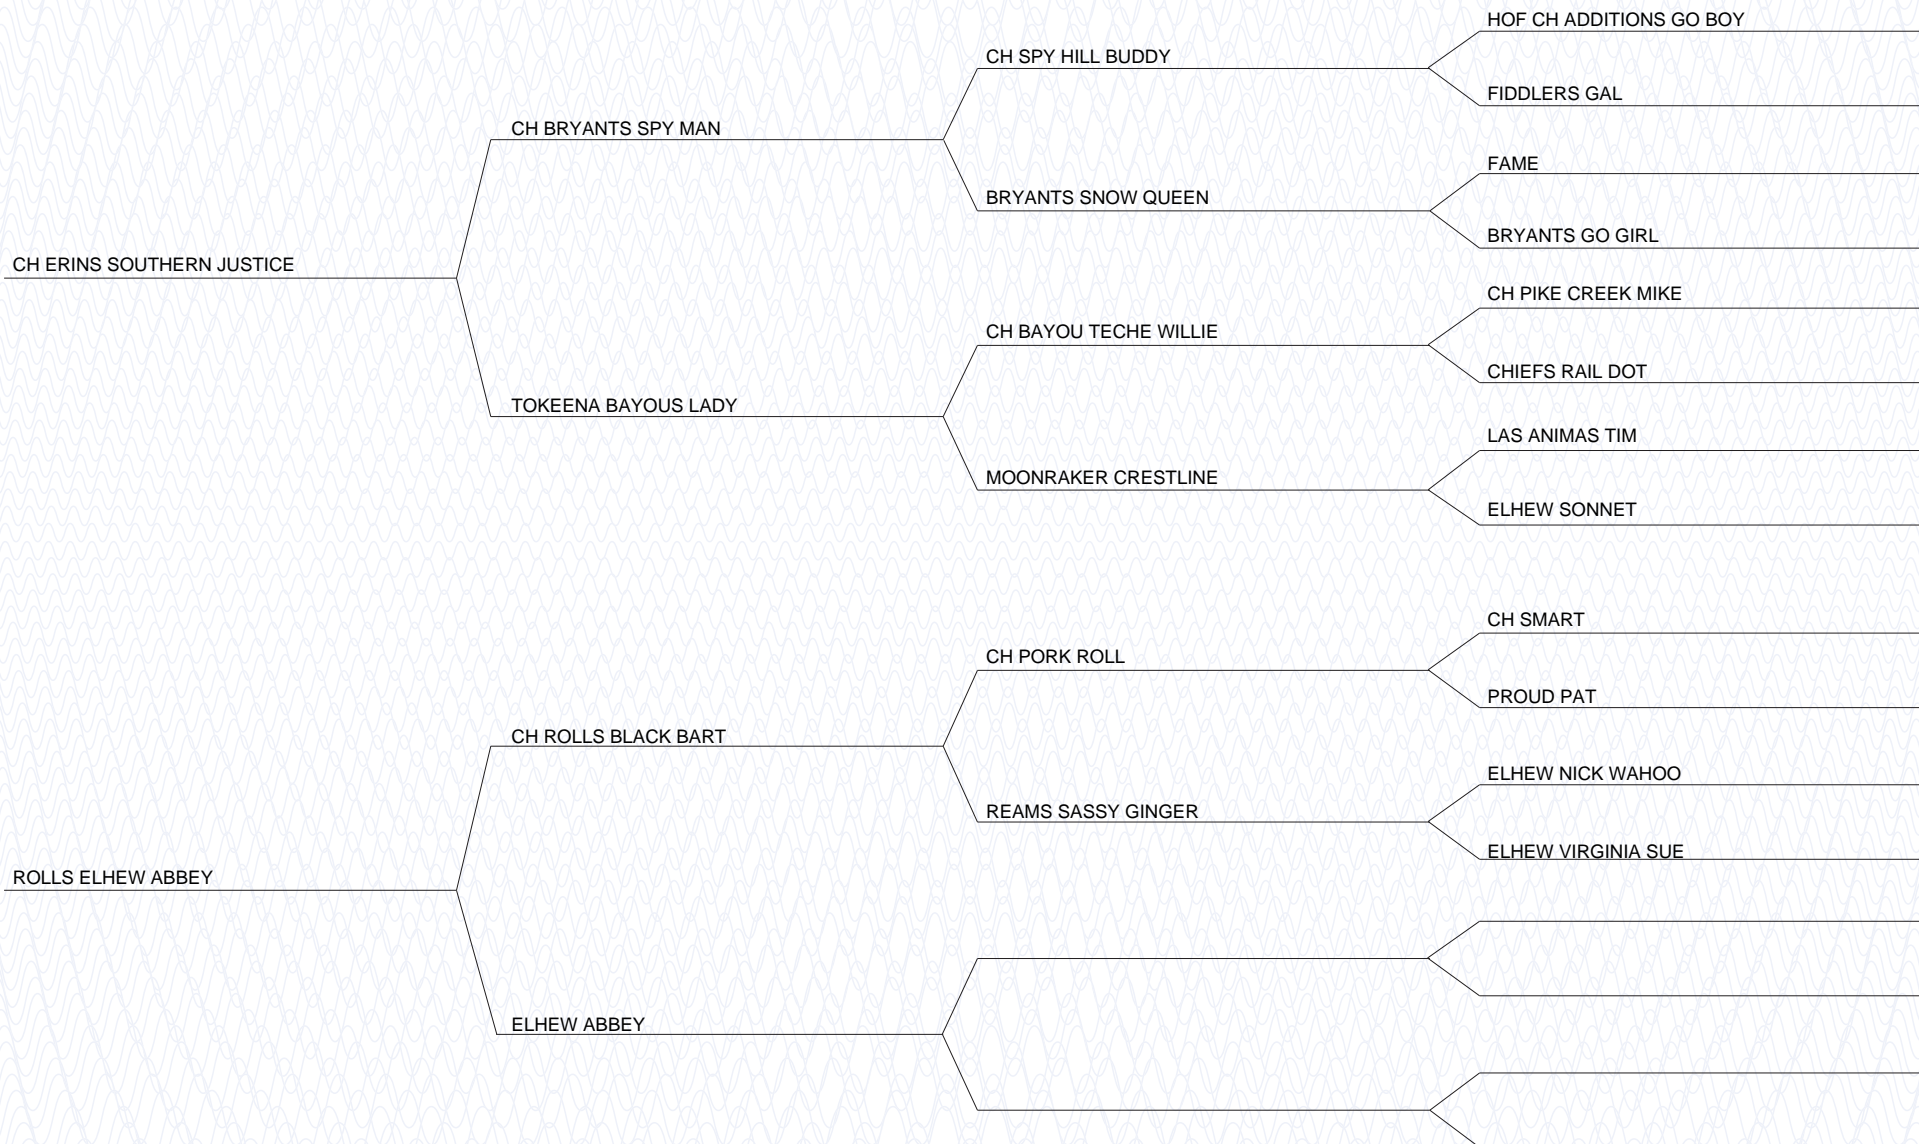 HOF CH ADDITIONS GO BOY
CH SPY HILL BUDDY
FIDDLERS GAL
CH BRYANTS SPY MAN
FAME
BRYANTS SNOW QUEEN
BRYANTS GO GIRL
CH ERINS SOUTHERN JUSTICE
CH PIKE CREEK MIKE
CH BAYOU TECHE WILLIE
CHIEFS RAIL DOT
TOKEENA BAYOUS LADY
LAS ANIMAS TIM
MOONRAKER CRESTLINE
ELHEW SONNET
CH SMART
CH PORK ROLL
PROUD PAT
CH ROLLS BLACK BART
ELHEW NICK WAHOO
REAMS SASSY GINGER
ELHEW VIRGINIA SUE
ROLLS ELHEW ABBEY
ELHEW ABBEY